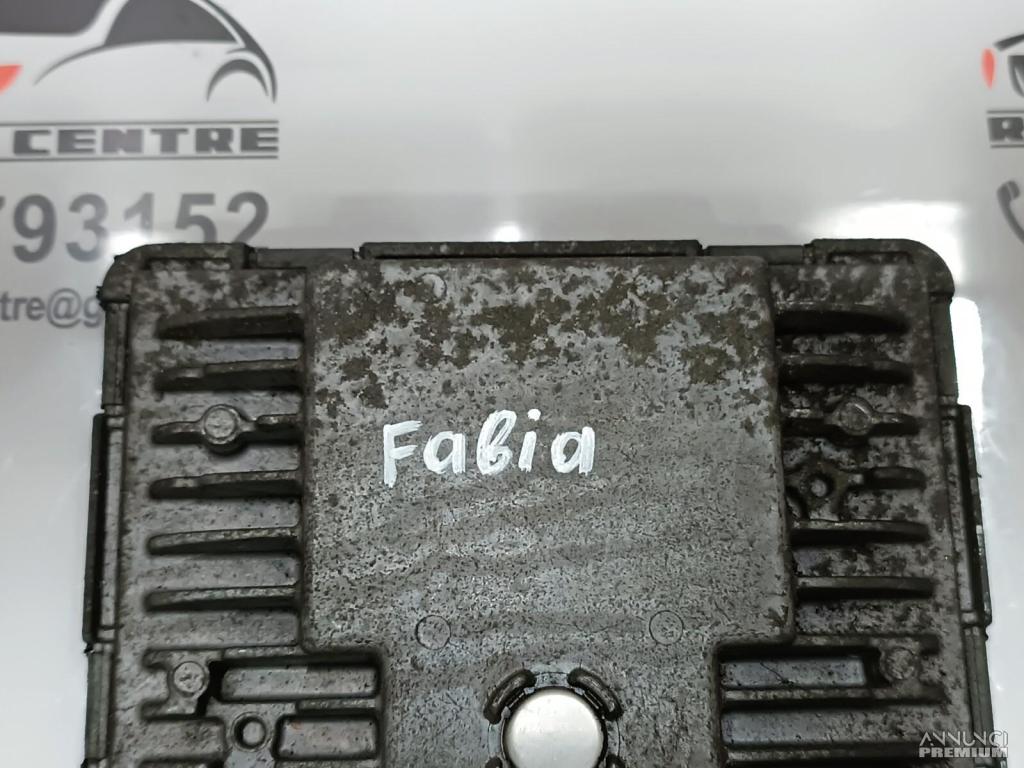 CENTRE
793152
tre@g
R
Fabia
ANNUNCI
PREMIUM